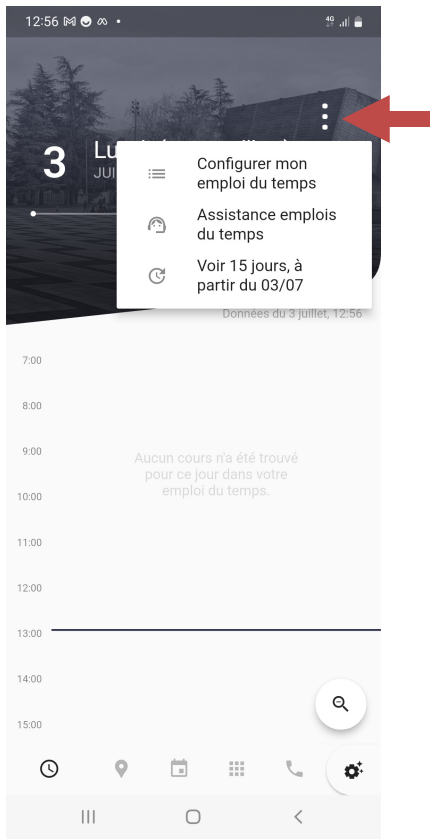 12:56
4G
3
Lu
JUI
Configurer mon
emploi du temps
Assistance emplois
du temps
Voir 15 jours, à
partir du 03/07
Données du 3 juillet, 12:56
7:00
8:00
9:00
Aucun cours n'a été trouvé
pour ce jour dans votre
emploi du temps.
10:00
11:00
12:00
13:00
14:00
15:00